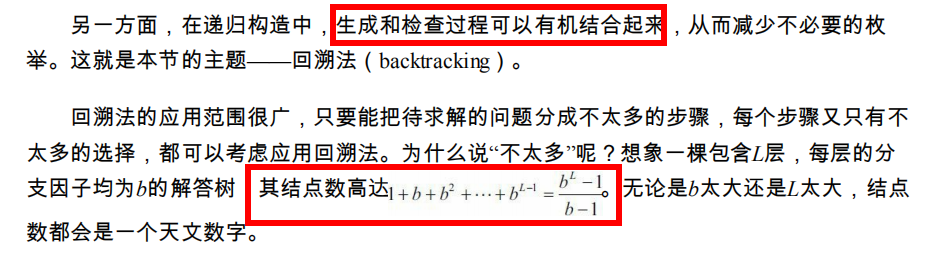 另一方面，在递归构造中，生成和检查过程可以有机结合起来，从而减少不必要的枚
举。这就是本节的主题——回溯法（backtracking）。
回溯法的应用范围很广，只要能把待求解的问题分成不太多的步骤，每个步骤又只有不
太多的选择，都可以考虑应用回溯法。为什么说“不太多”呢？想象一棵包含L层，每层的分
支因子均为b的解答树 其结点数高达1+b+b²+⋯+b^{L-1}=\frac{b^L-1}{b-1}。无论是b太大还是L太大，结点
数都会是一个天文数字。